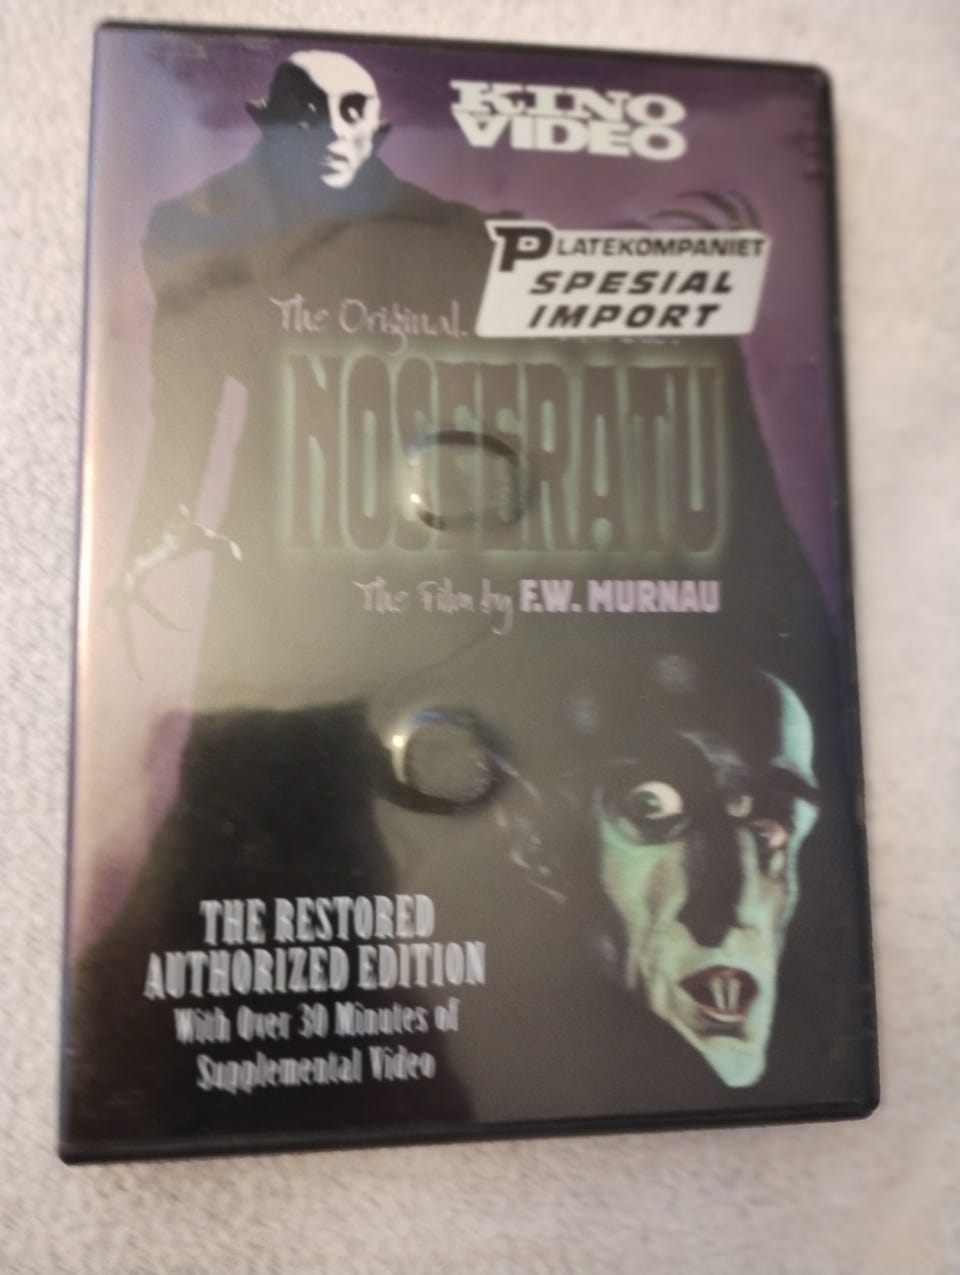 KINO
VIDEO
PLATEKOMPANIET
SPESIAL
IMPORT
The Original
NOSFERATU
The Film by F.W. MURNAU
THE RESTORED
AUTHORIZED EDITION
With Over 30 Minutes of
Supplemental Video